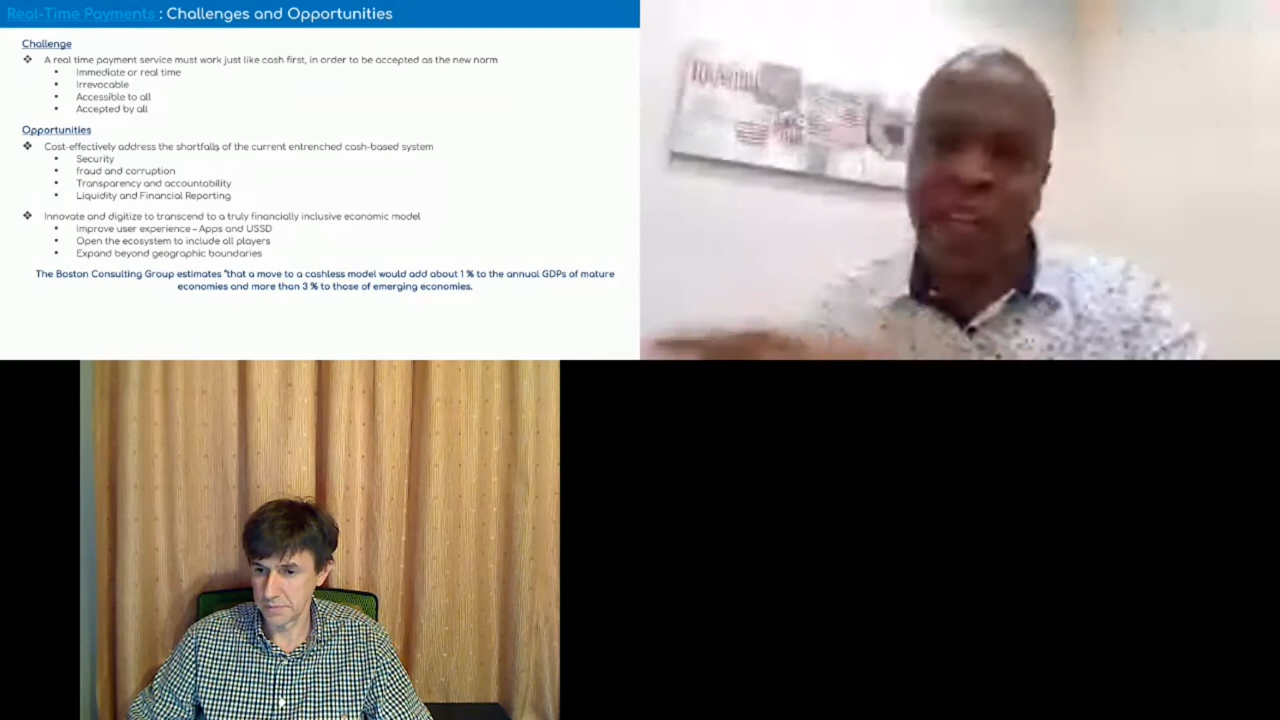 Real-Time Payments : Challenges and Opportunities
Challenge
❖ A real time payment service must work just like cash first, in order to be accepted as the new norm
• Immediate or real time
• Irrevocable
• Accessible to all
• Accepted by all
Opportunities
❖ Cost-effectively address the shortfalls of the current entrenched cash-based system
• Security
• fraud and corruption
• Transparency and accountability
• Liquidity and Financial Reporting
❖ Innovate and digitize to transcend to a truly financially inclusive economic model
• Improve user experience – Apps and USSD
• Open the ecosystem to include all players
• Expand beyond geographic boundaries
The Boston Consulting Group estimates "that a move to a cashless model would add about 1 % to the annual GDPs of mature
economies and more than 3 % to those of emerging economies.